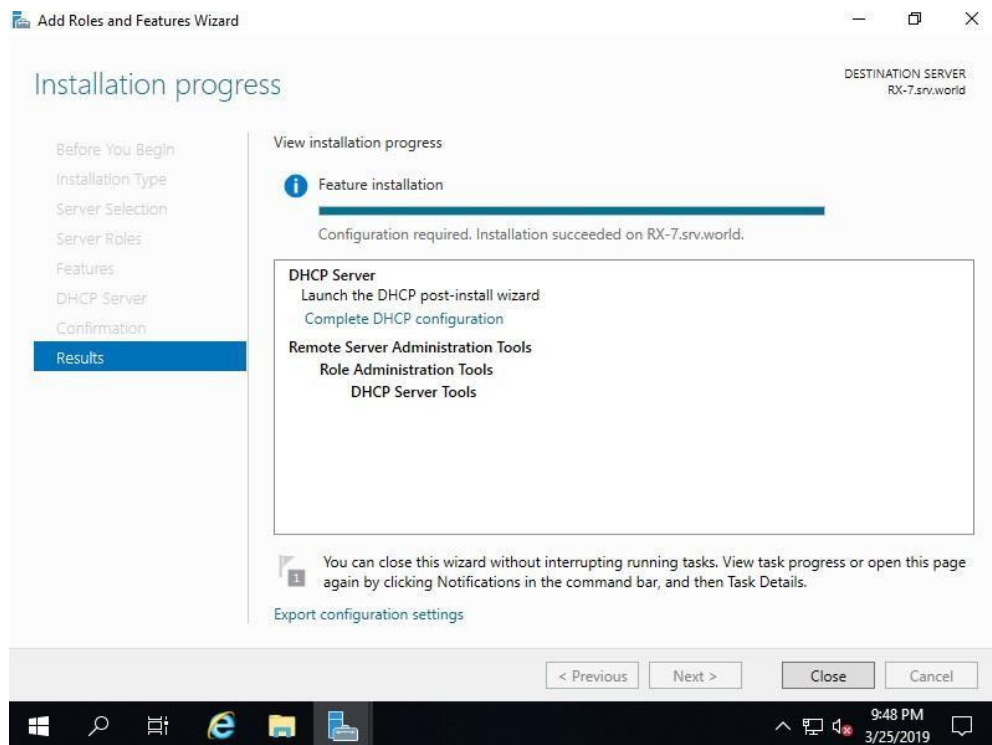 Add Roles and Features Wizard
Installation progress
DESTINATION SERVER
RX-7.srv.world
Before You Begin
Installation Type
Server Selection
Server Roles
Features
DHCP Server
Confirmation
Results
View installation progress
Feature installation
Configuration required. Installation succeeded on RX-7.srv.world.
DHCP Server
Launch the DHCP post-install wizard
Complete DHCP configuration
Remote Server Administration Tools
Role Administration Tools
DHCP Server Tools
1
You can close this wizard without interrupting running tasks. View task progress or open this page
again by clicking Notifications in the command bar, and then Task Details.
Export configuration settings
< Previous
Next >
Close
Cancel
9:48 PM
3/25/2019